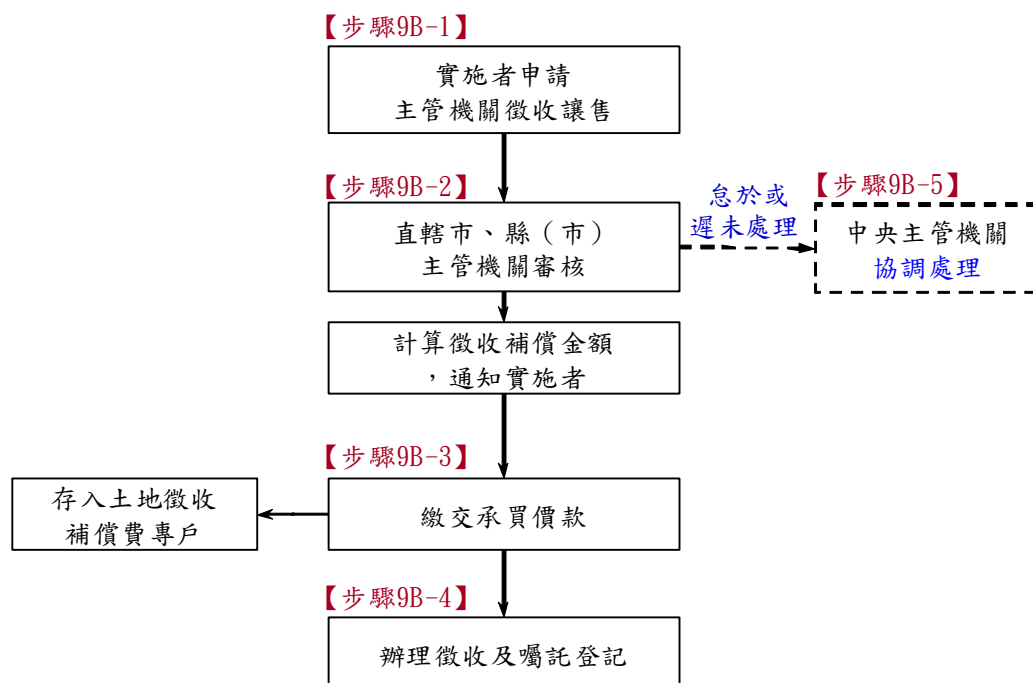 【步驟9B-1】
實施者申請
主管機關徵收讓售
【步驟9B-2】
直轄市、縣（市）
主管機關審核
怠於或
遲未處理
【步驟9B-5】
中央主管機關
協調處理
計算徵收補償金額
，通知實施者
【步驟9B-3】
繳交承買價款
存入土地徵收
補償費專戶
【步驟9B-4】
辦理徵收及囑託登記